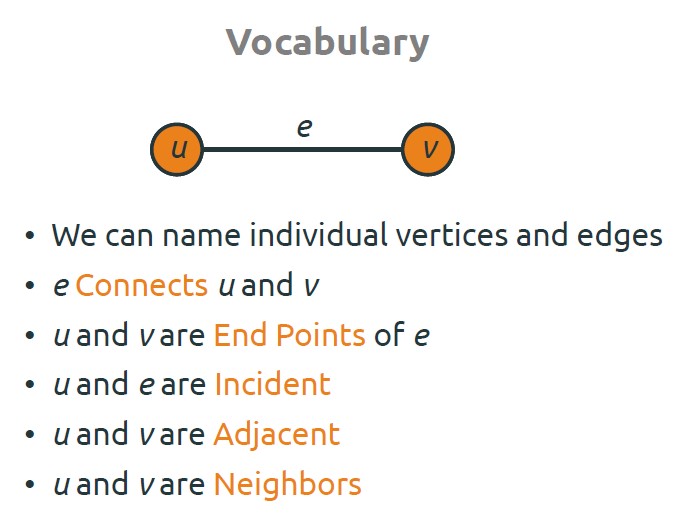 Vocabulary
e
u
v
• We can name individual vertices and edges
• e Connects u and v
• u and v are End Points of e
• u and e are Incident
• u and v are Adjacent
• u and v are Neighbors